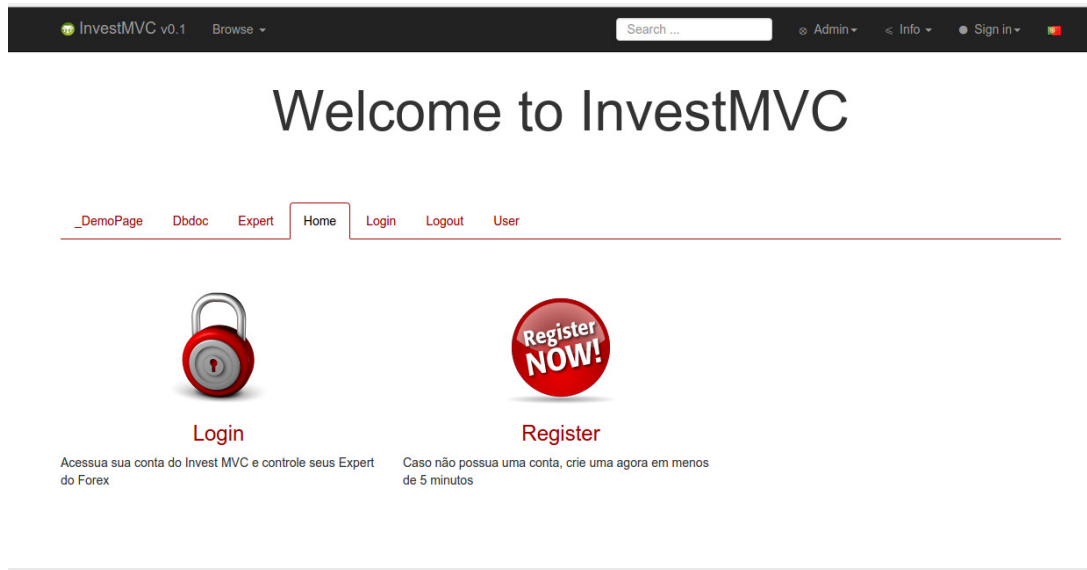 InvestMVC v0.1 Browse Search ... Admin Info Sign in
Welcome to InvestMVC
_DemoPage Dbdoc Expert Home Login Logout User
Register
NOW!
Login
Register
Acessua sua conta do Invest MVC e controle seus Expert
do Forex
Caso não possua uma conta, crie uma agora em menos
de 5 minutos